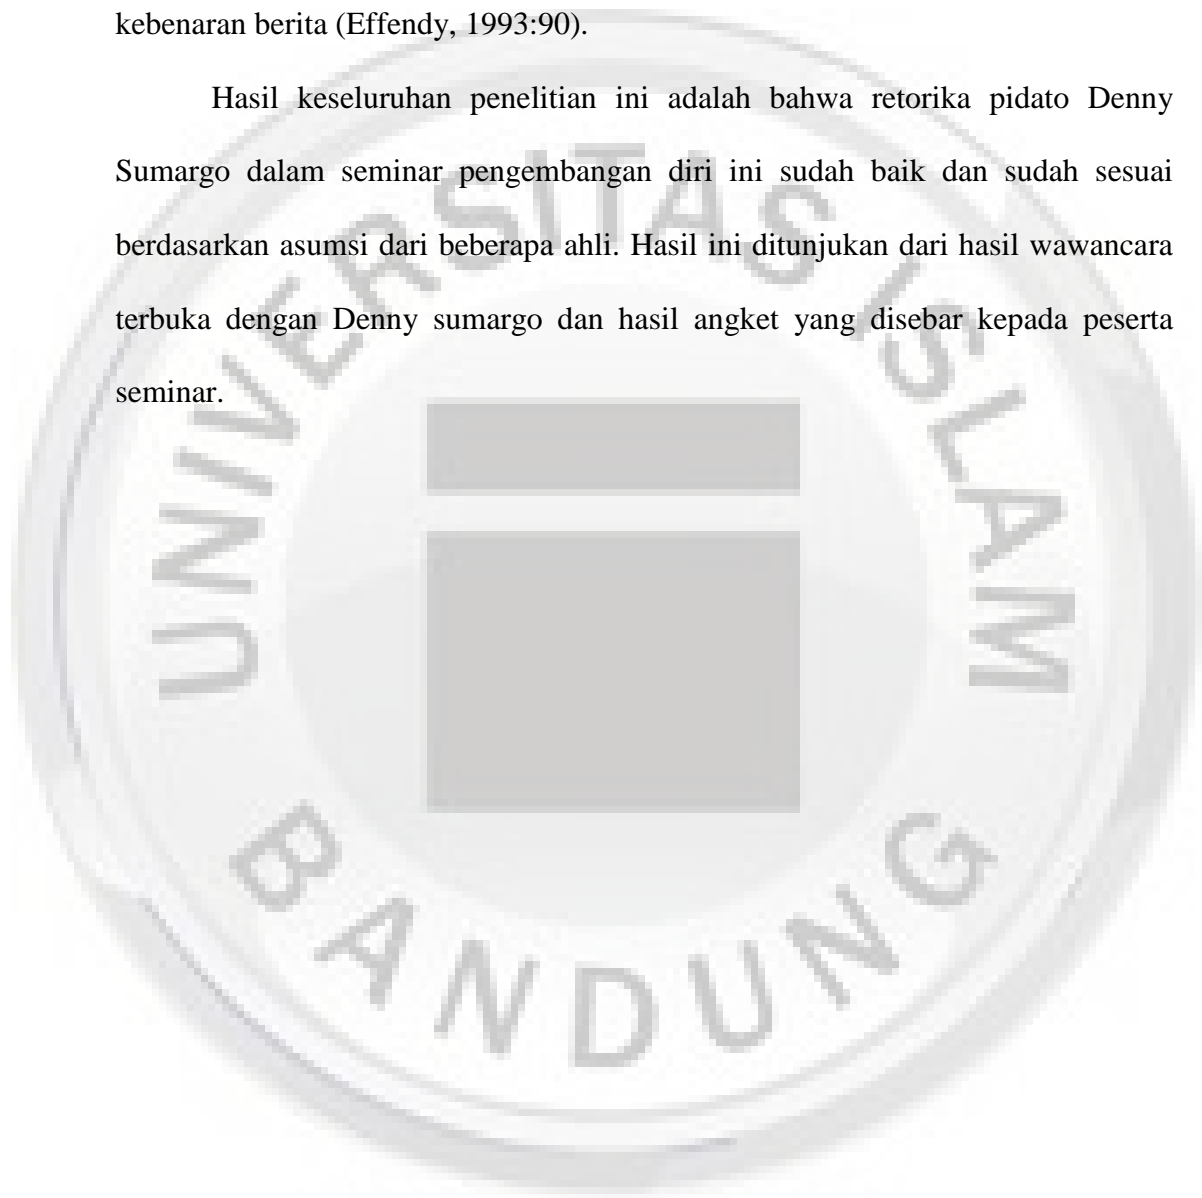 kebenaran berita (Effendy, 1993:90).
Hasil keseluruhan penelitian ini adalah bahwa retorika pidato Denny
Sumargo dalam seminar pengembangan diri ini sudah baik dan sudah sesuai
berdasarkan asumsi dari beberapa ahli. Hasil ini ditunjukan dari hasil wawancara
terbuka dengan Denny sumargo dan hasil angket yang disebar kepada peserta
seminar.
UNIVERSITAS ISLAM
BANDUNG